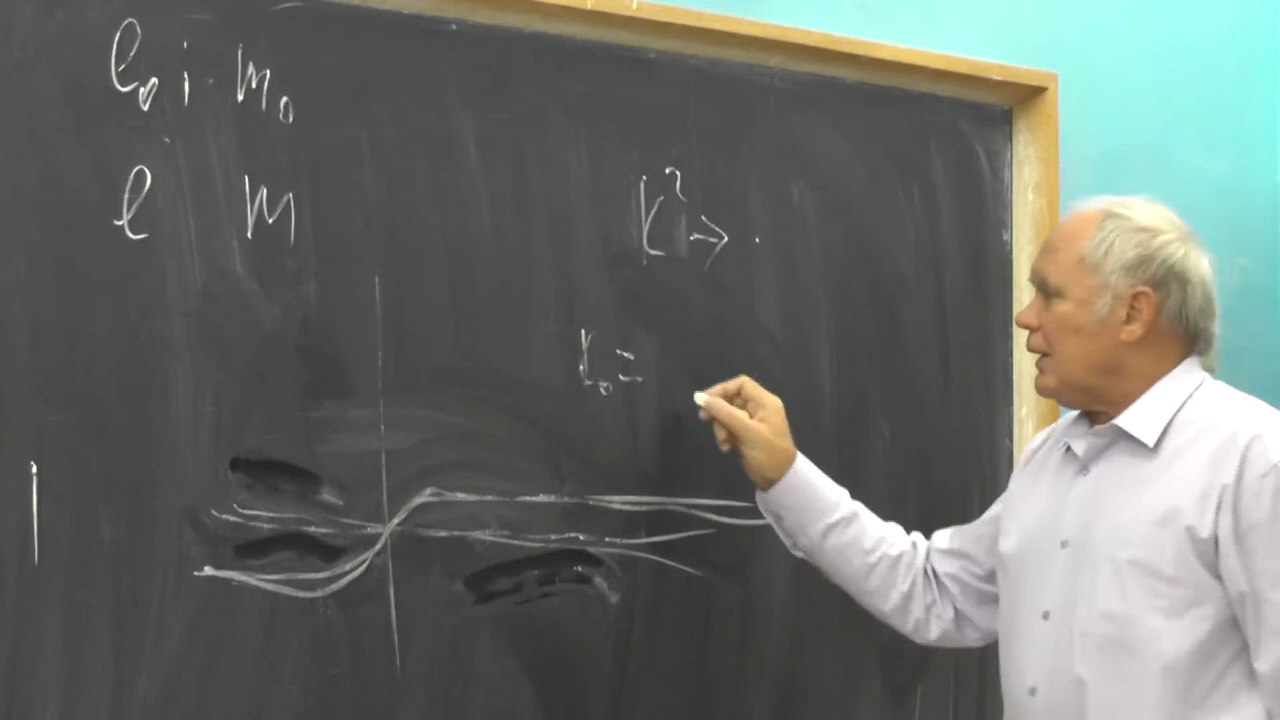 e₀ ; m₀
e m
K² → .
K₀ =